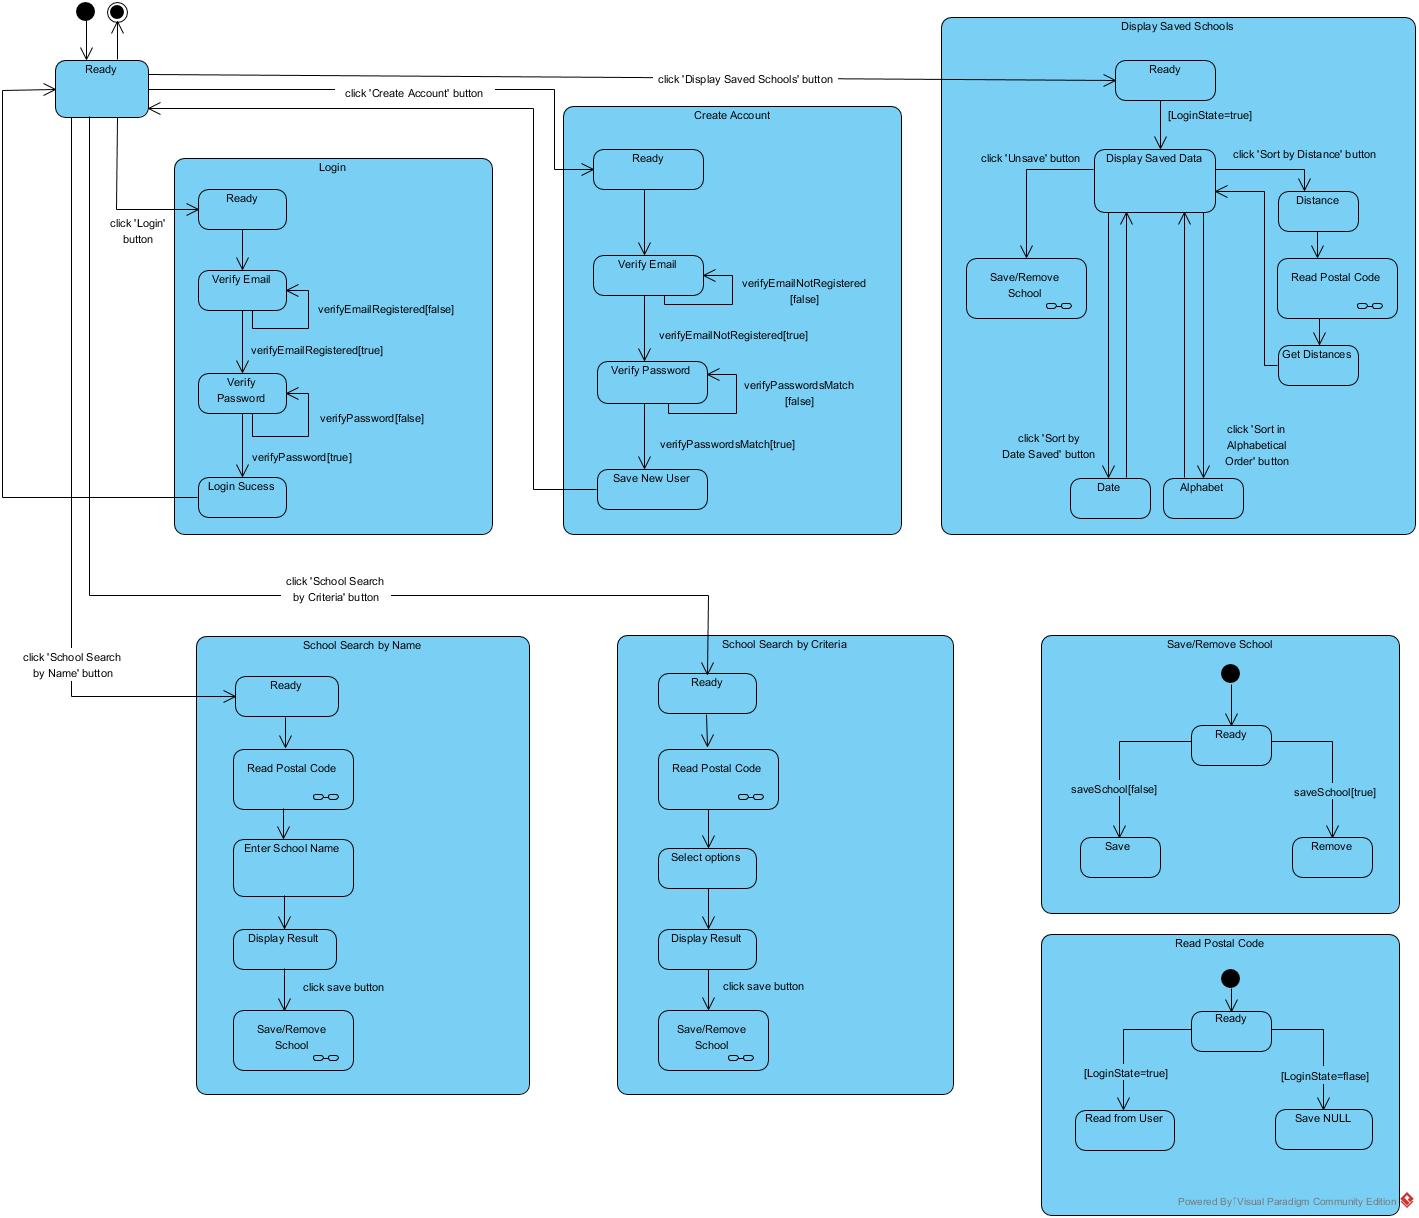 Ready
click 'Display Saved Schools' button
click 'Create Account' button
click 'Login'
button
click 'School Search
by Criteria' button
click 'School Search
by Name' button
Login
Ready
Verify Email
verifyEmailRegistered[false]
verifyEmailRegistered[true]
Verify
Password
verifyPassword[false]
verifyPassword[true]
Login Sucess
Create Account
Ready
Verify Email
verifyEmailNotRegistered
[false]
verifyEmailNotRegistered[true]
Verify Password
verifyPasswordsMatch
[false]
verifyPasswordsMatch[true]
Save New User
Display Saved Schools
Ready
[LoginState=true]
click 'Unsave' button
Display Saved Data
click 'Sort by Distance' button
Distance
Save/Remove
School
Read Postal Code
Get Distances
click 'Sort by
Date Saved' button
click 'Sort in
Alphabetical
Order' button
Date
Alphabet
School Search by Name
Ready
Read Postal Code
Enter School Name
Display Result
click save button
Save/Remove
School
School Search by Criteria
Ready
Read Postal Code
Select options
Display Result
click save button
Save/Remove
School
Save/Remove School
Ready
saveSchool[false]
saveSchool[true]
Save
Remove
Read Postal Code
Ready
[LoginState=true]
[LoginState=flase]
Read from User
Save NULL
Powered By Visual Paradigm Community Edition